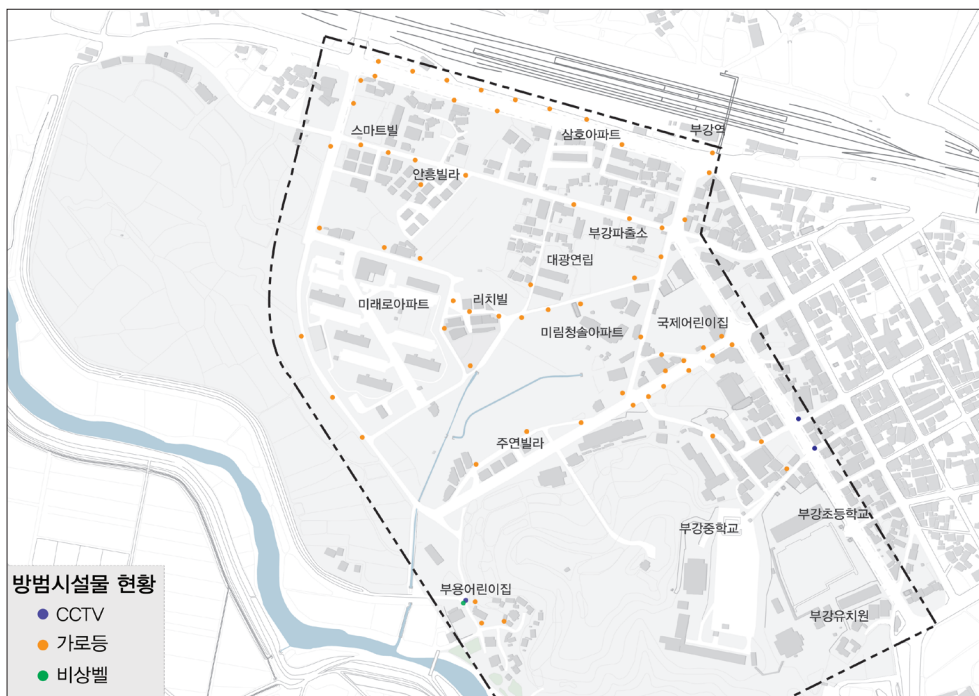 스마트빌
삼호아파트
부강역
안흥빌라
부강파출소
대광연립
미래로아파트
리치빌
미림청솔아파트
국제어린이집
주연빌라
부강중학교
부강초등학교
부용어린이집
부강유치원
방범시설물 현황
CCTV
가로등
비상벨